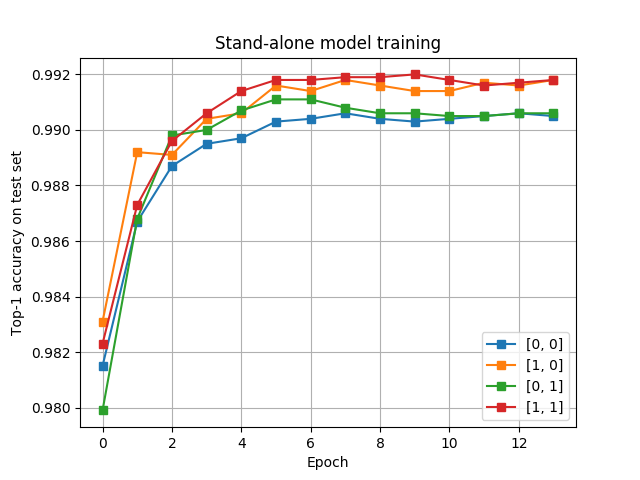 Stand-alone model training
Top-1 accuracy on test set
0.992
0.990
0.988
0.986
0.984
0.982
0.980
0 2 4 6 8 10 12
Epoch
[0, 0]
[1, 0]
[0, 1]
[1, 1]